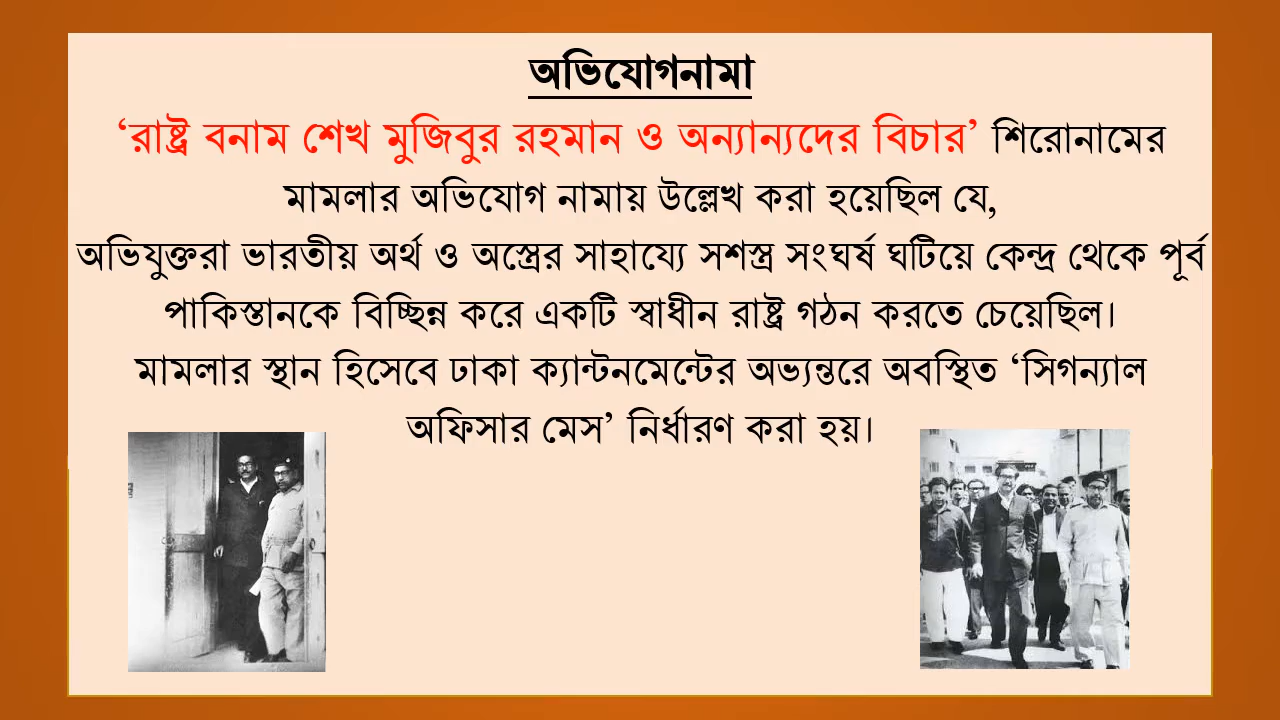 অভিযোগনামা
‘রাষ্ট্র বনাম শেখ মুজিবুর রহমান ও অন্যান্যদের বিচার’ শিরোনামের
মামলার অভিযোগ নামায় উল্লেখ করা হয়েছিল যে,
অভিযুক্তরা ভারতীয় অর্থ ও অস্ত্রের সাহায্যে সশস্ত্র সংঘর্ষ ঘটিয়ে কেন্দ্র থেকে পূর্ব
পাকিস্তানকে বিচ্ছিন্ন করে একটি স্বাধীন রাষ্ট্র গঠন করতে চেয়েছিল।
মামলার স্থান হিসেবে ঢাকা ক্যান্টনমেন্টের অভ্যন্তরে অবস্থিত ‘সিগন্যাল
অফিসার মেস’ নির্ধারণ করা হয়।